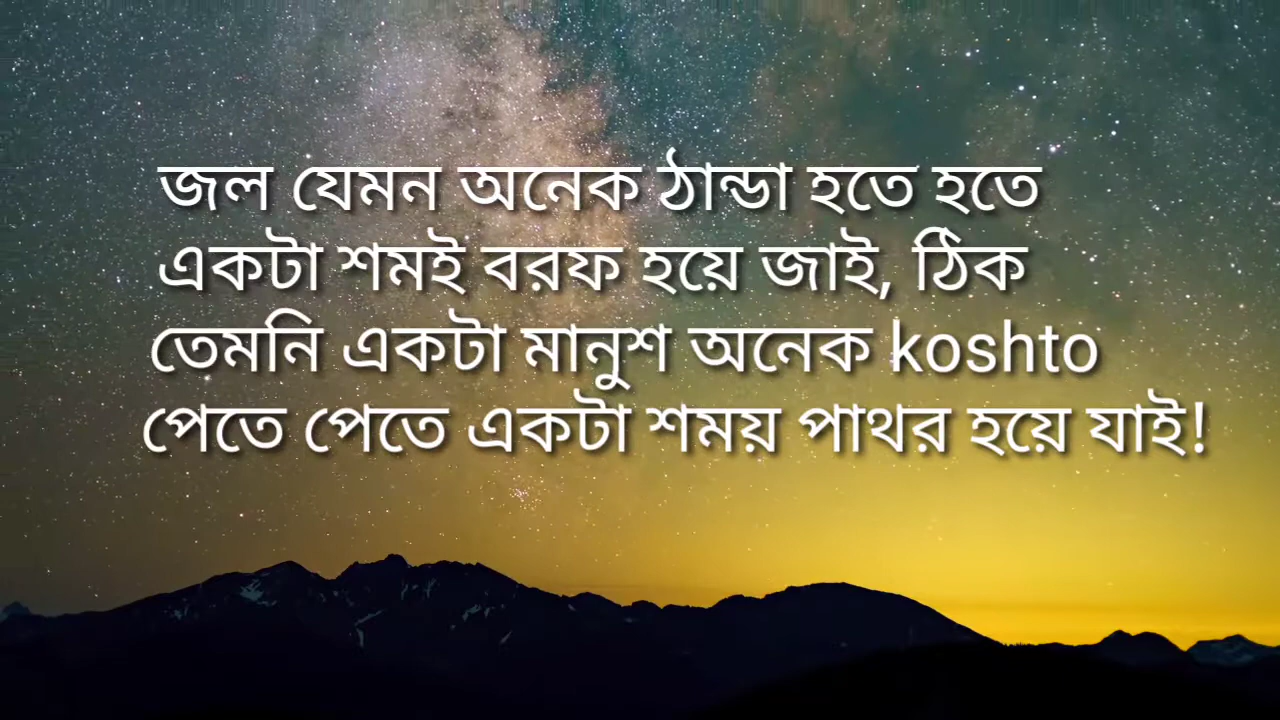 জল যেমন অনেক ঠান্ডা হতে হতে
একটা শমই বরফ হয়ে জাই, ঠিক
তেমনি একটা মানুশ অনেক koshto
পেতে পেতে একটা শময় পাথর হয়ে যাই!